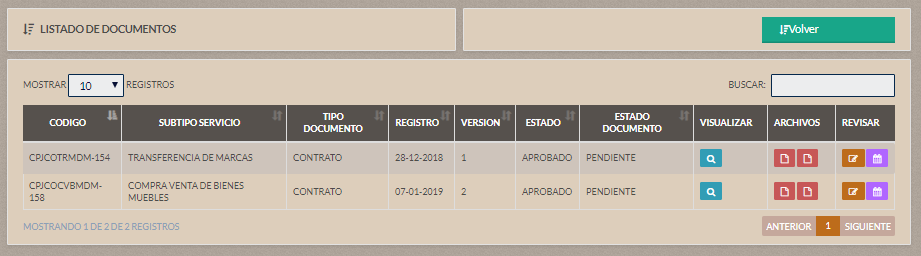 LISTADO DE DOCUMENTOS
Volver
MOSTRAR 10 REGISTROS
BUSCAR:
CODIGO SUBTIPO SERVICIO TIPO DOCUMENTO REGISTRO VERSION ESTADO ESTADO DOCUMENTO VISUALIZAR ARCHIVOS REVISAR
CPJCOTRMDM-154 TRANSFERENCIA DE MARCAS CONTRATO 28-12-2018 1 APROBADO PENDIENTE
CPJCOCVBMDM-158 COMPRA VENTA DE BIENES MUEBLES CONTRATO 07-01-2019 2 APROBADO PENDIENTE
MOSTRANDO 1 DE 2 DE 2 REGISTROS
ANTERIOR 1 SIGUIENTE